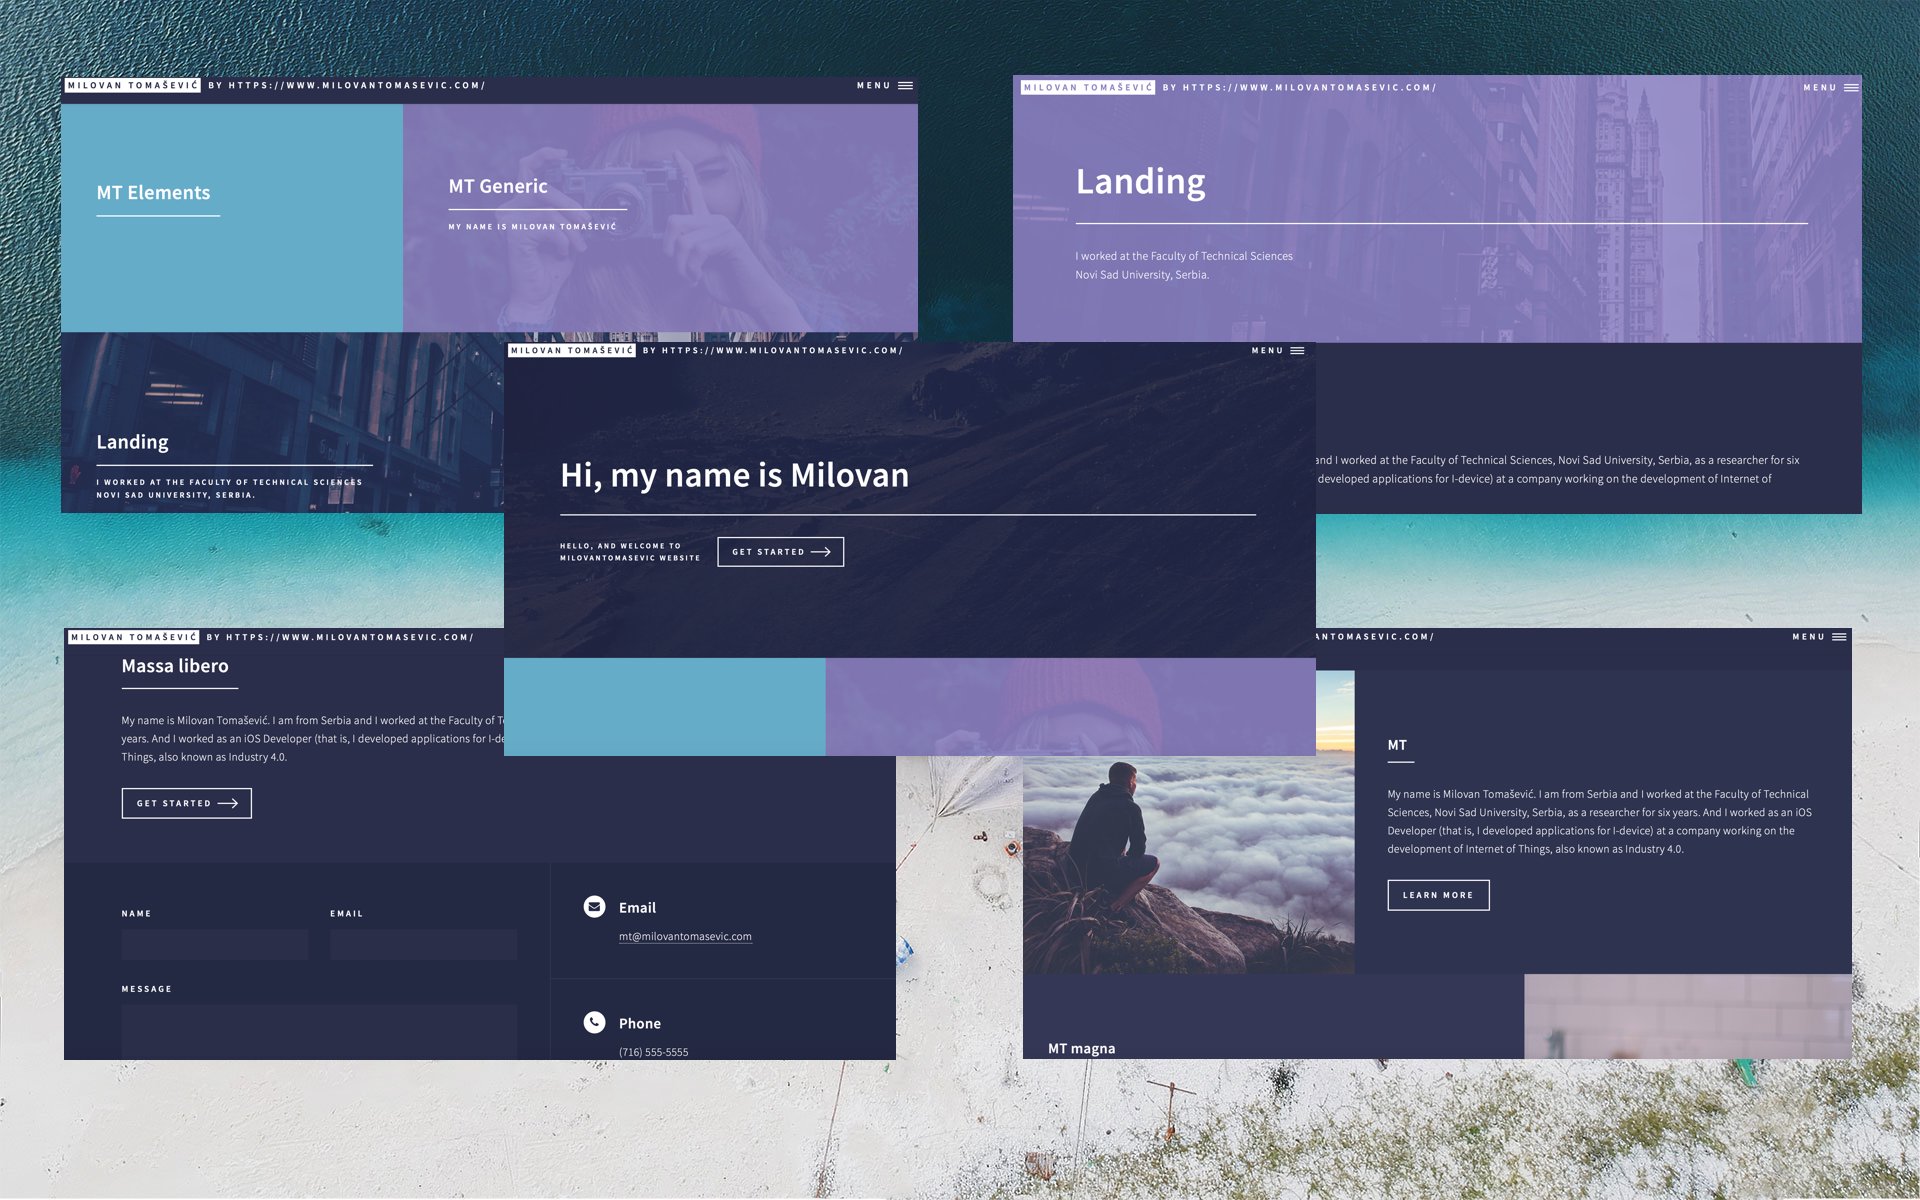 MILOVAN TOMAŠEVIĆ BY HTTPS://WWW.MILOVANTOMASEVIC.COM/
MENU
MT Elements
MT Generic
MY NAME IS MILOVAN TOMAŠEVIĆ
Landing
I WORKED AT THE FACULTY OF TECHNICAL SCIENCES
NOVI SAD UNIVERSITY, SERBIA.
MILOVAN TOMAŠEVIĆ BY HTTPS://WWW.MILOVANTOMASEVIC.COM/
MENU
Landing
I worked at the Faculty of Technical Sciences
Novi Sad University, Serbia.
and I worked at the Faculty of Technical Sciences, Novi Sad University, Serbia, as a researcher for six
developed applications for I-device) at a company working on the development of Internet of
MILOVAN TOMAŠEVIĆ BY HTTPS://WWW.MILOVANTOMASEVIC.COM/
MENU
Hi, my name is Milovan
HELLO, AND WELCOME TO
MILOVANTOMASEVIC WEBSITE
GET STARTED
MILOVAN TOMAŠEVIĆ BY HTTPS://WWW.MILOVANTOMASEVIC.COM/
Massa libero
My name is Milovan Tomašević. I am from Serbia and I worked at the Faculty of
years. And I worked as an iOS Developer (that is, I developed applications for
Things, also known as Industry 4.0.
GET STARTED
NAME
EMAIL
MESSAGE
Email
mt@milovantomasevic.com
Phone
(716) 555-5555
ANTOMASEVIC.COM/
MENU
MT
My name is Milovan Tomašević. I am from Serbia and I worked at the Faculty of Technical
Sciences, Novi Sad University, Serbia, as a researcher for six years. And I worked as an iOS
Developer (that is, I developed applications for I-device) at a company working on the
development of Internet of Things, also known as Industry 4.0.
LEARN MORE
MT magna